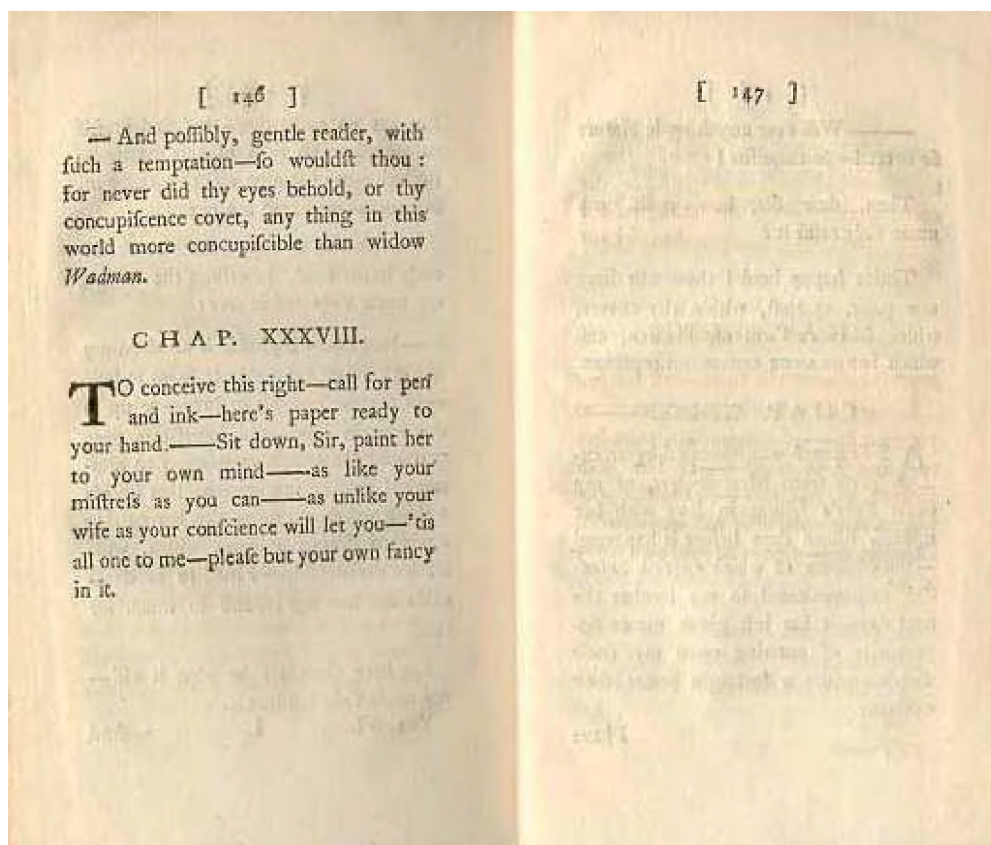 [ 146 ]
— And poſſibly, gentle reader, with
ſuch a temptation—ſo wouldſt thou :
For never did thy eyes behold, or thy
concupiſcence covet, any thing in this
world more concupiſcible than widow
Wadman.
CHAP. XXXVIII.
TO conceive this right—call for pen
and ink—here's paper ready to
your hand.——Sit down, Sir, paint her
to your own mind——as like your
miſtreſs as you can——as unlike your
wife as your conſcience will let you—'tis
all one to me—pleaſe but your own fancy
in it.
[ 147 ]